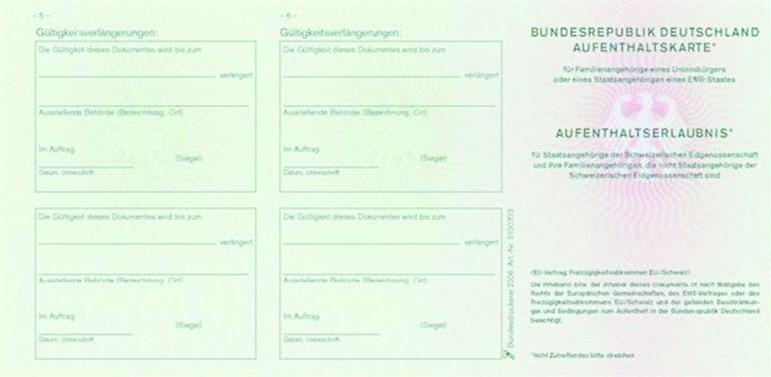 – 5 –
Gültigkeitsverlängerungen:
Die Gültigkeit dieses Dokumentes wird bis zum
verlängert
Ausstellende Behörde (Bezeichnung, Ort)
Im Auftrag
(Siegel)
Datum, Unterschrift
Die Gültigkeit dieses Dokumentes wird bis zum
verlängert
Ausstellende Behörde (Bezeichnung, Ort)
Im Auftrag
(Siegel)
Datum, Unterschrift
– 6 –
Gültigkeitsverlängerungen:
Die Gültigkeit dieses Dokumentes wird bis zum
verlängert
Ausstellende Behörde (Bezeichnung, Ort)
Im Auftrag
(Siegel)
Datum, Unterschrift
Die Gültigkeit dieses Dokumentes wird bis zum
verlängert
Ausstellende Behörde (Bezeichnung, Ort)
Im Auftrag
(Siegel)
Datum, Unterschrift
Bundesdruckerei 2006 Art.-Nr.
BUNDESREPUBLIK DEUTSCHLAND
AUFENTHALTSKARTE*
für Familienangehörige eines Unionsbürgers
oder eines Staatsangehörigen eines EWR-Staates
AUFENTHALTSERLAUBNIS*
für Staatsangehörige der Schweizerischen Eidgenossenschaft
und ihre Familienangehörigen, die nicht Staatsangehörige der
Schweizerischen Eidgenossenschaft sind
(EG-Vertrag, Freizügigkeitsabkommen EU/Schweiz)
Die Inhaberin bzw. der Inhaber dieses Dokuments ist nach Maßgabe des
Rechts der Europäischen Gemeinschaften, des EWR-Vertrages oder des
Freizügigkeitsabkommens EU/Schweiz und der geltenden Beschränkun-
gen und Bedingungen zum Aufenthalt in der Bundesrepublik Deutschland
berechtigt.
*Nicht Zutreffendes bitte streichen